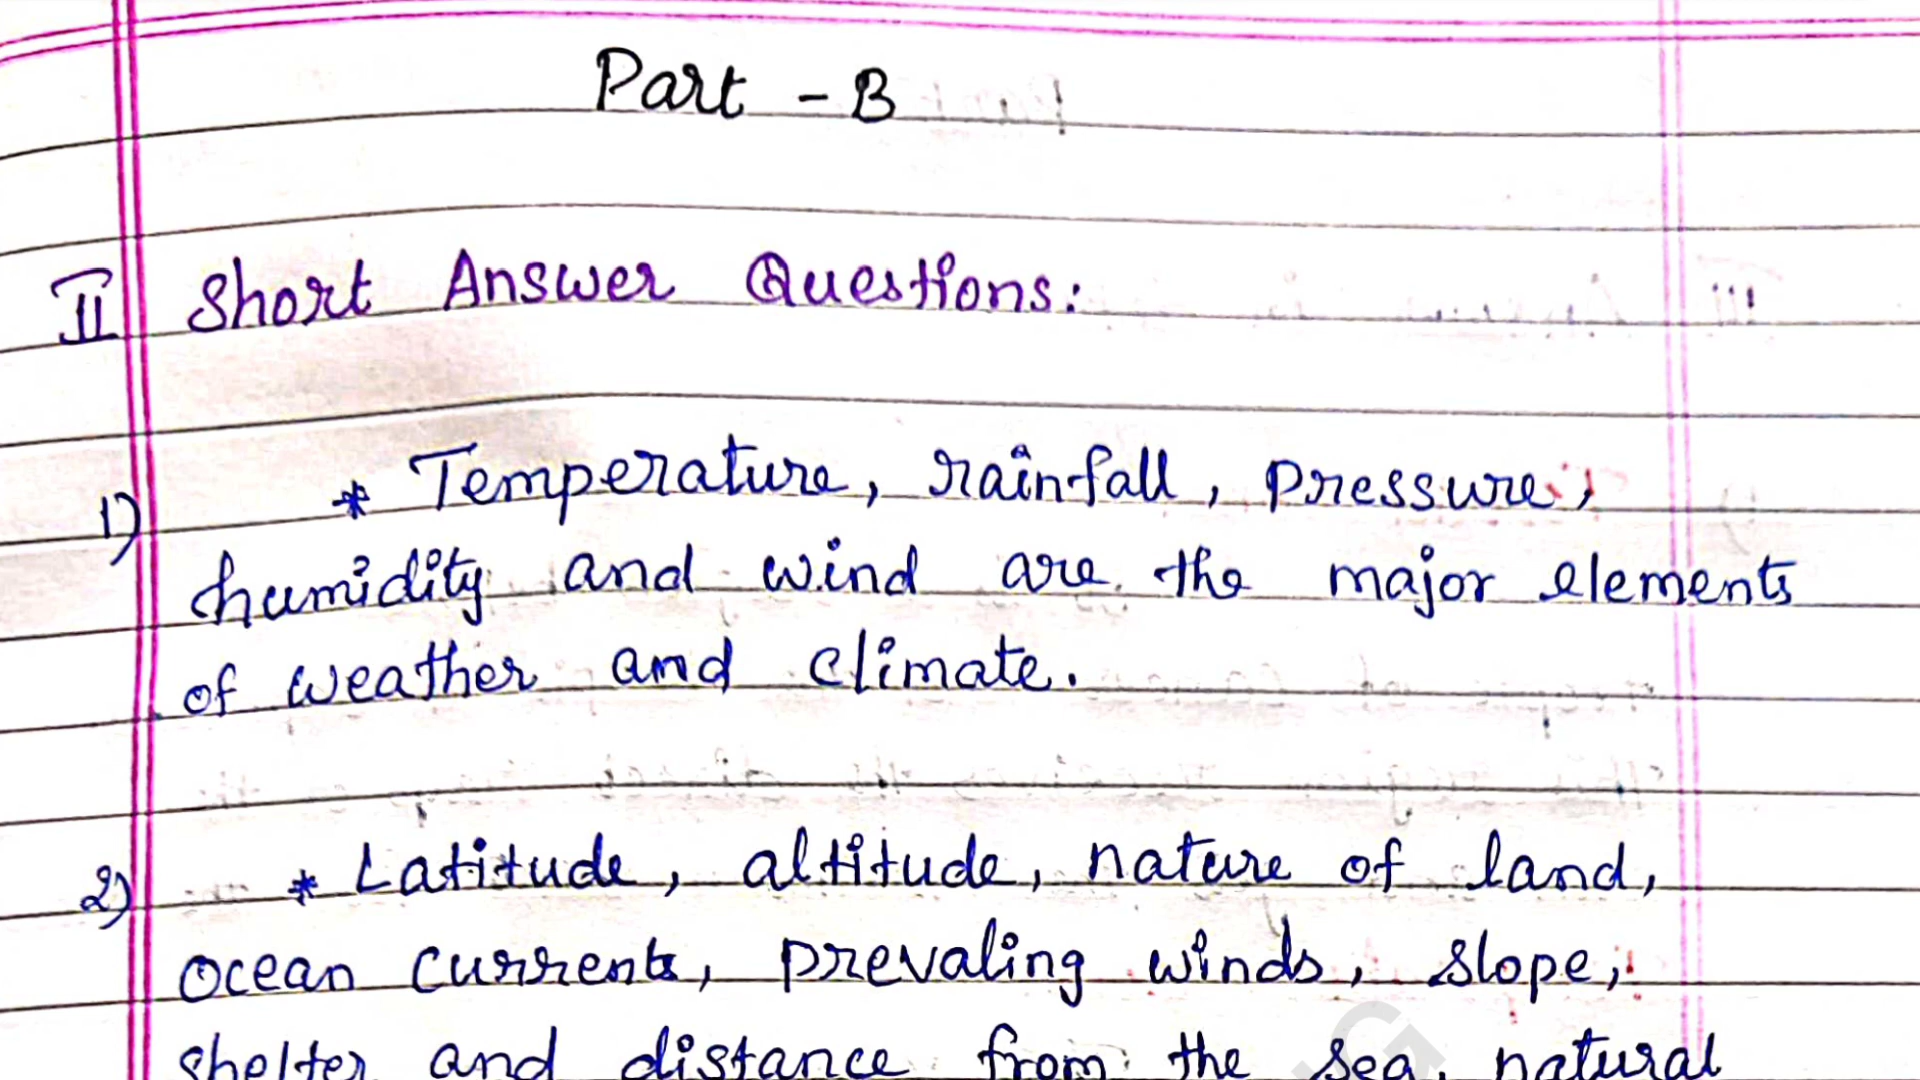 Part - B
II Short Answer Questions:
1) * Temperature, rainfall, pressure,
humidity and wind are the major elements
of weather and climate.
2) * Latitude, altitude, nature of land,
ocean currents, prevaling winds, slope,
shelter and distance from the sea, natural